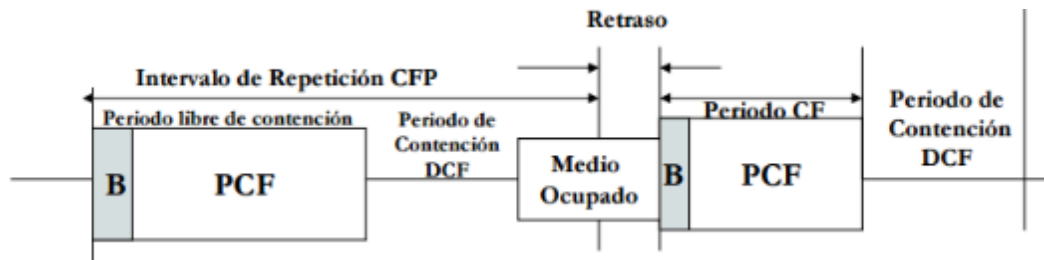 Retraso
Intervalo de Repetición CFP
Periodo libre de contención
Periodo de
Contención
DCF
Periodo CF
Periodo de
Contención
DCF
B
PCF
Medio
Ocupado
B
PCF